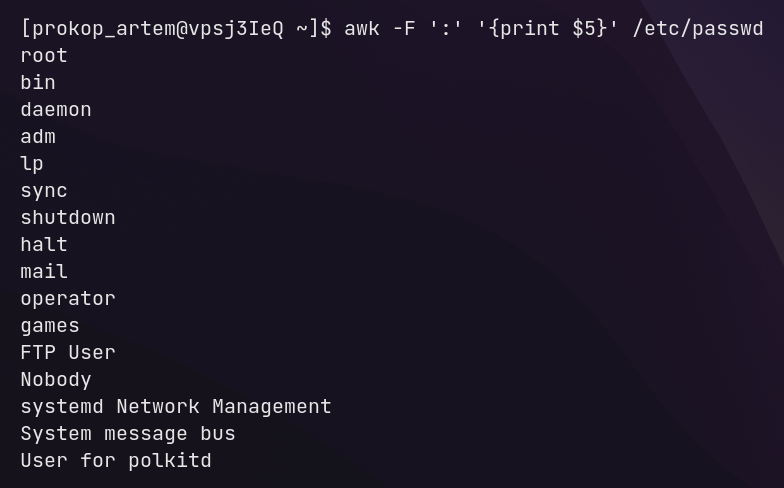 [prokop_artem@vpsj3IeQ ~]$ awk -F ':' '{print $5}' /etc/passwd
root
bin
daemon
adm
lp
sync
shutdown
halt
mail
operator
games
FTP User
Nobody
systemd Network Management
System message bus
User for polkitd